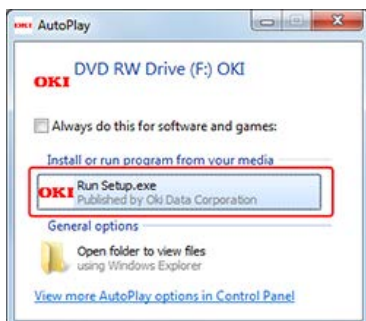 OKI AutoPlay
OKI DVD RW Drive (F:) OKI
Always do this for software and games:
Install or run program from your media
OKI Run Setup.exe
Published by Oki Data Corporation
General options
Open folder to view files
using Windows Explorer
View more AutoPlay options in Control Panel